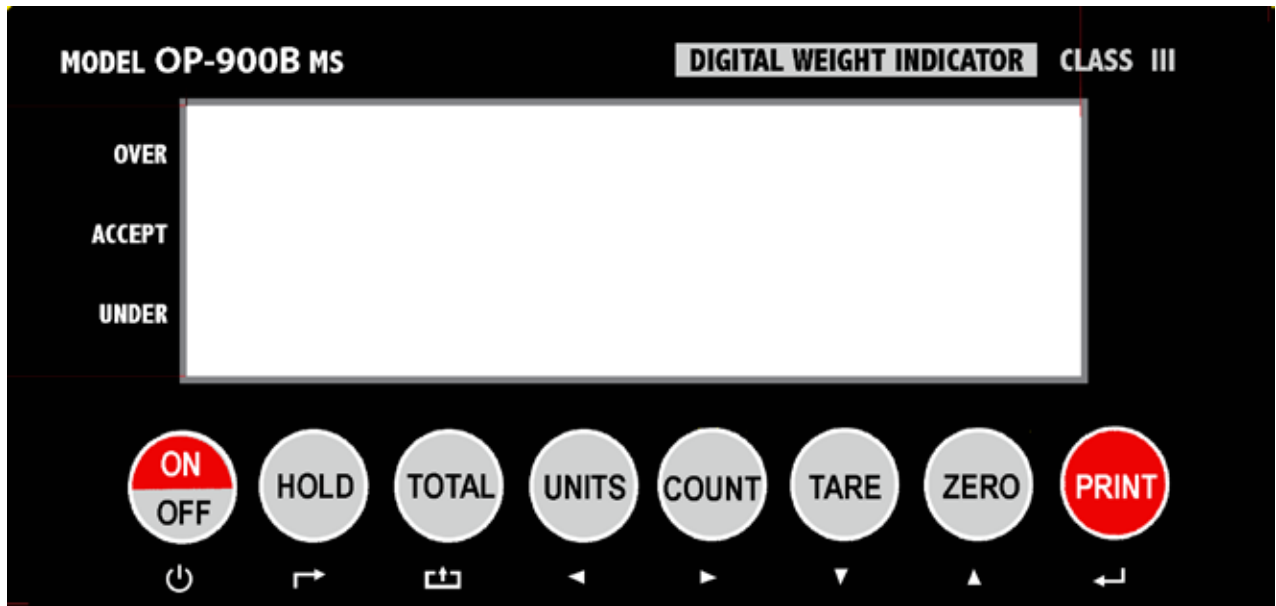 MODEL OP-900B MS
DIGITAL WEIGHT INDICATOR CLASS III
OVER
ACCEPT
UNDER
ON
OFF
HOLD
TOTAL
UNITS
COUNT
TARE
ZERO
PRINT